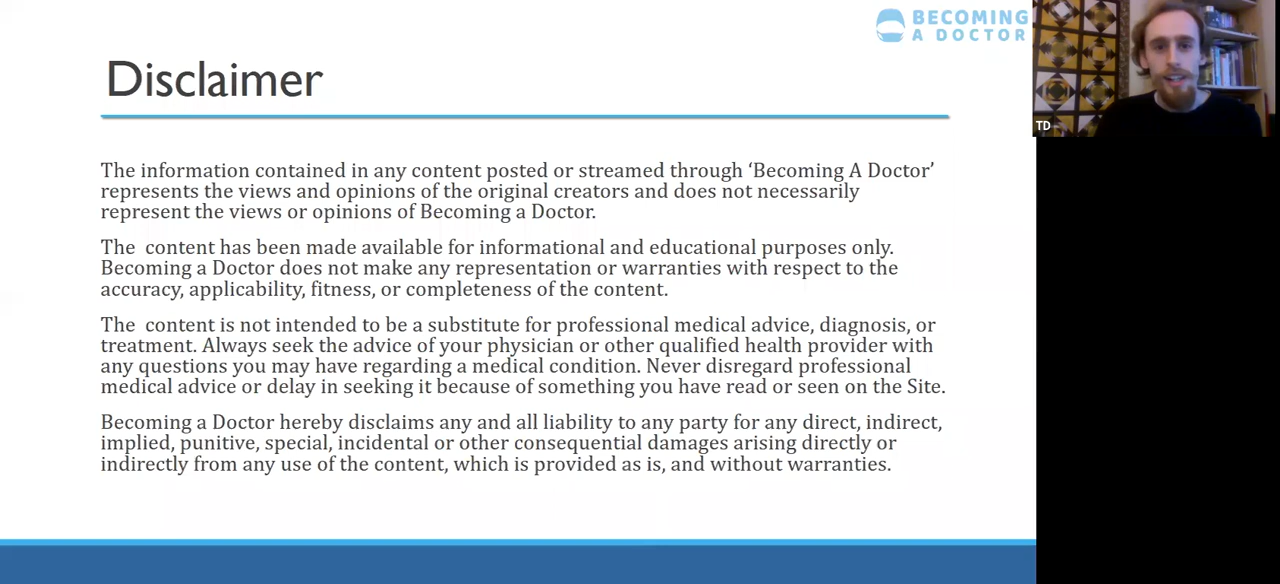 BECOMING
A DOCTOR
Disclaimer
TD
The information contained in any content posted or streamed through ‘Becoming A Doctor’
represents the views and opinions of the original creators and does not necessarily
represent the views or opinions of Becoming a Doctor.
The  content has been made available for informational and educational purposes only.
Becoming a Doctor does not make any representation or warranties with respect to the
accuracy, applicability, fitness, or completeness of the content.
The  content is not intended to be a substitute for professional medical advice, diagnosis, or
treatment. Always seek the advice of your physician or other qualified health provider with
any questions you may have regarding a medical condition. Never disregard professional
medical advice or delay in seeking it because of something you have read or seen on the Site.
Becoming a Doctor hereby disclaims any and all liability to any party for any direct, indirect,
implied, punitive, special, incidental or other consequential damages arising directly or
indirectly from any use of the content, which is provided as is, and without warranties.